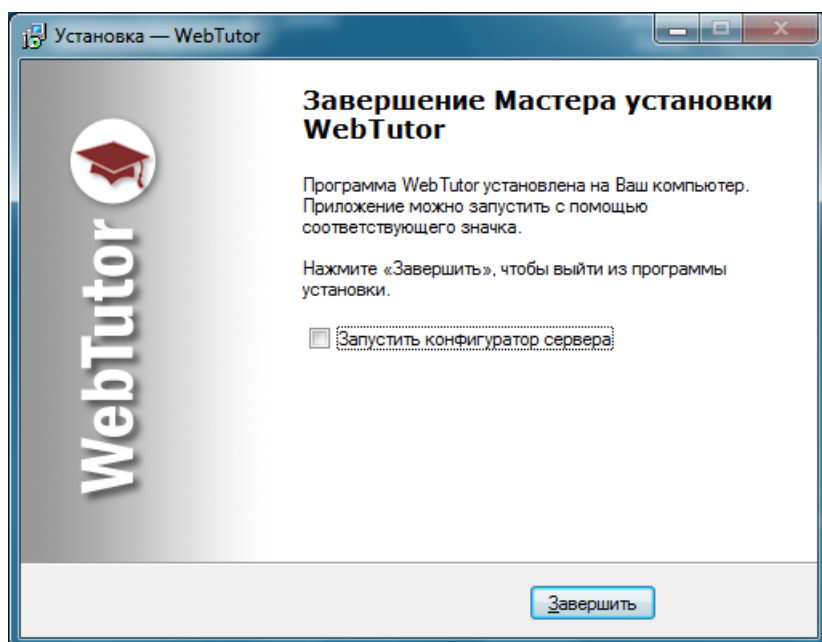 Установка — WebTutor
Завершение Мастера установки
WebTutor
Программа WebTutor установлена на Ваш компьютер.
Приложение можно запустить с помощью
соответствующего значка.
Нажмите «Завершить», чтобы выйти из программы
установки.
Запустить конфигуратор сервера
WebTutor
Завершить